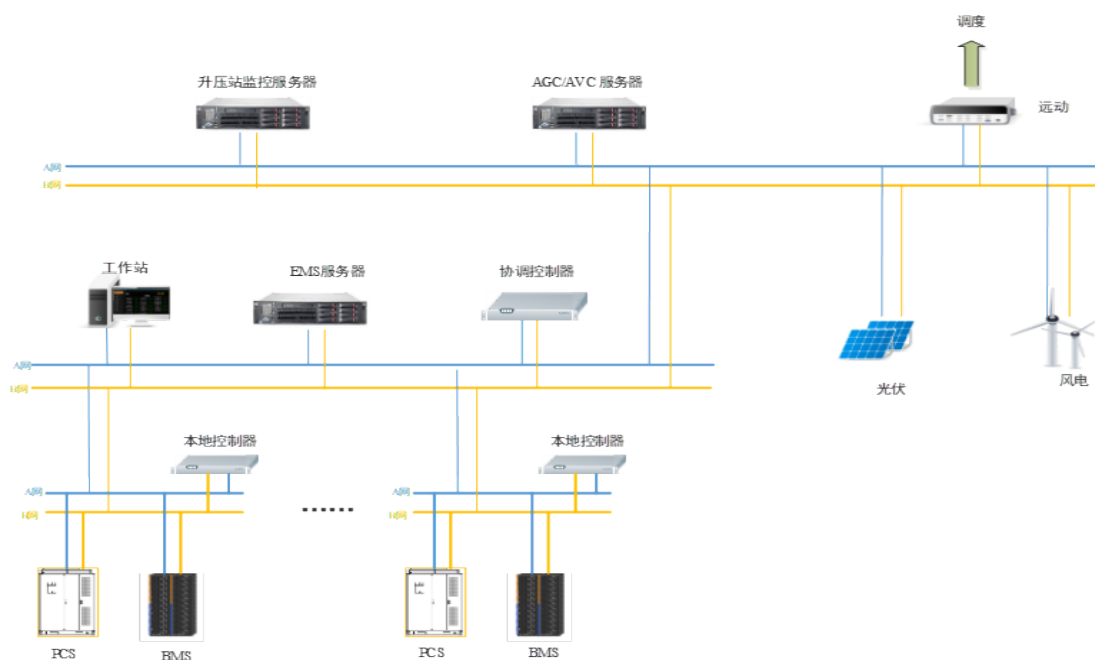 调度
升压站监控服务器
AGC/AVC 服务器
远动
A网
B网
工作站
EMS服务器
协调控制器
A网
B网
光伏
风电
本地控制器
本地控制器
A网
A网
B网
B网
......
PCS
BMS
PCS
BMS